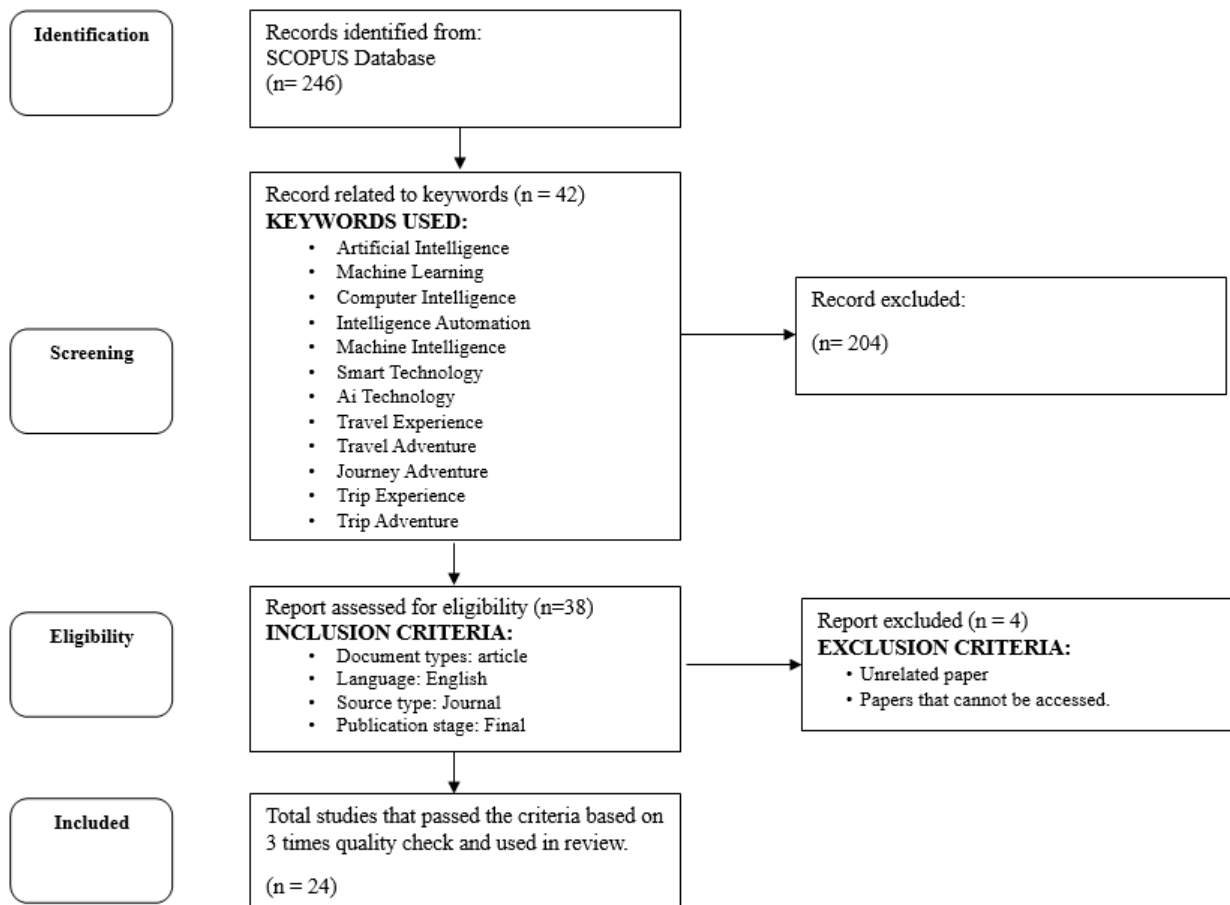 Identification
Records identified from:
SCOPUS Database
(n= 246)
Screening
Record related to keywords (n = 42)
KEYWORDS USED:
• Artificial Intelligence
• Machine Learning
• Computer Intelligence
• Intelligence Automation
• Machine Intelligence
• Smart Technology
• Ai Technology
• Travel Experience
• Travel Adventure
• Journey Adventure
• Trip Experience
• Trip Adventure
Record excluded:
(n= 204)
Eligibility
Report assessed for eligibility (n=38)
INCLUSION CRITERIA:
• Document types: article
• Language: English
• Source type: Journal
• Publication stage: Final
Report excluded (n = 4)
EXCLUSION CRITERIA:
• Unrelated paper
• Papers that cannot be accessed.
Included
Total studies that passed the criteria based on
3 times quality check and used in review.
(n = 24)